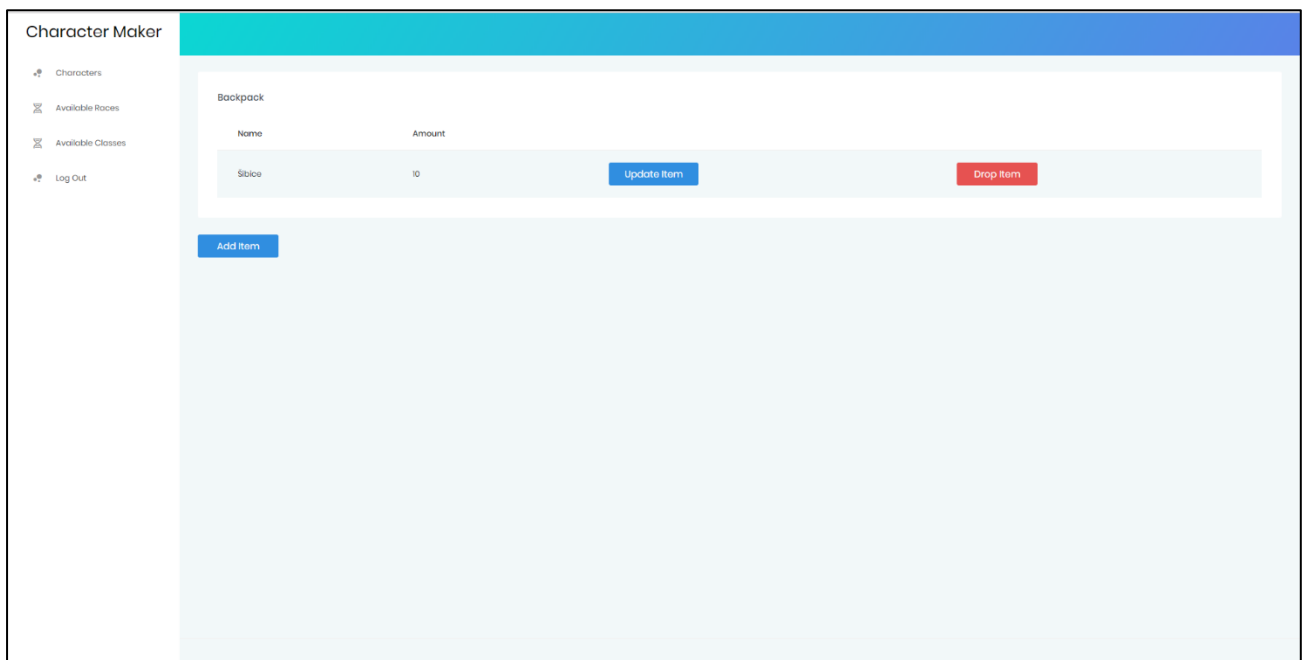 Character Maker
Characters
Available Races
Available Classes
Log Out
Backpack
Name Amount
Šibice 10 Update Item Drop Item
Add Item